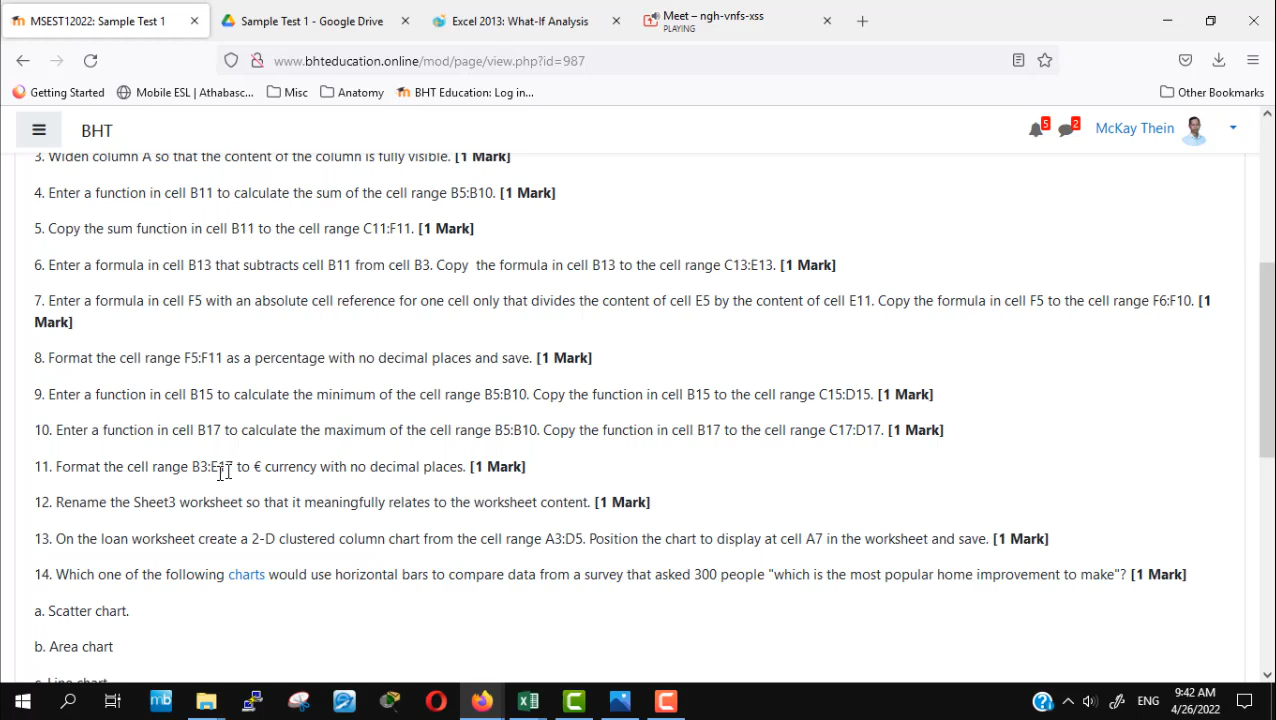 MSEST12022: Sample Test 1
Sample Test 1 - Google Drive
Excel 2013: What-If Analysis
Meet – ngh-vnfs-xss
PLAYING
www.bhteducation.online/mod/page/view.php?id=987
Getting Started
Mobile ESL | Athabasc...
Misc
Anatomy
BHT Education: Log in...
Other Bookmarks
BHT
5
2
McKay Thein
3. Widen column A so that the content of the column is fully visible. [1 Mark]
4. Enter a function in cell B11 to calculate the sum of the cell range B5:B10. [1 Mark]
5. Copy the sum function in cell B11 to the cell range C11:F11. [1 Mark]
6. Enter a formula in cell B13 that subtracts cell B11 from cell B3. Copy the formula in cell B13 to the cell range C13:E13. [1 Mark]
7. Enter a formula in cell F5 with an absolute cell reference for one cell only that divides the content of cell E5 by the content of cell E11. Copy the formula in cell F5 to the cell range F6:F10. [1
Mark]
8. Format the cell range F5:F11 as a percentage with no decimal places and save. [1 Mark]
9. Enter a function in cell B15 to calculate the minimum of the cell range B5:B10. Copy the function in cell B15 to the cell range C15:D15. [1 Mark]
10. Enter a function in cell B17 to calculate the maximum of the cell range B5:B10. Copy the function in cell B17 to the cell range C17:D17. [1 Mark]
11. Format the cell range B3:E17 to € currency with no decimal places. [1 Mark]
12. Rename the Sheet3 worksheet so that it meaningfully relates to the worksheet content. [1 Mark]
13. On the loan worksheet create a 2-D clustered column chart from the cell range A3:D5. Position the chart to display at cell A7 in the worksheet and save. [1 Mark]
14. Which one of the following charts would use horizontal bars to compare data from a survey that asked 300 people "which is the most popular home improvement to make"? [1 Mark]
a. Scatter chart.
b. Area chart
c. Line chart
mb
ENG
9:42 AM
4/26/2022